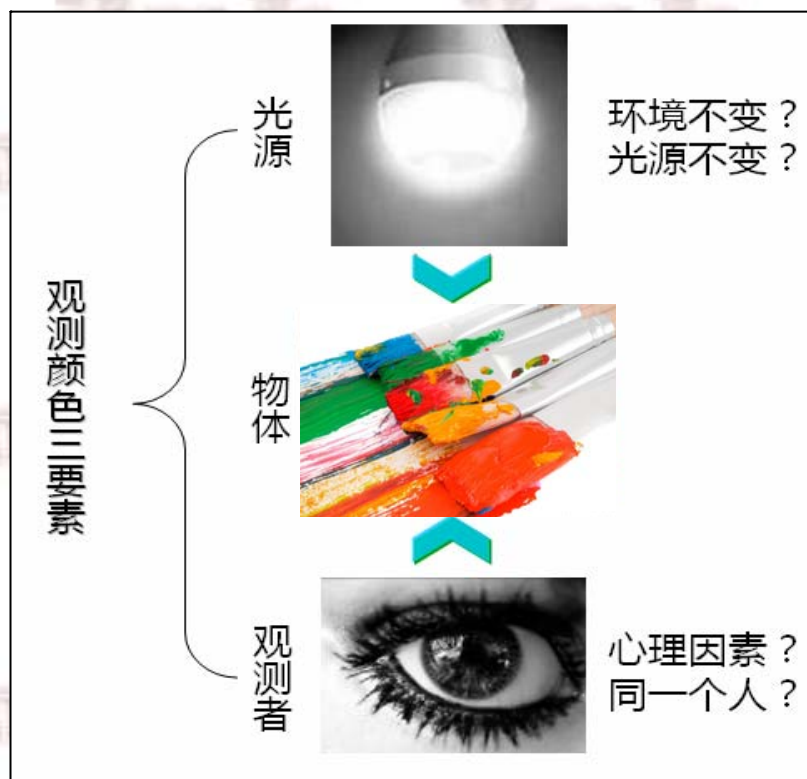 观测颜色三要素
光源
环境不变？
光源不变？
物体
观测者
心理因素？
同一个人？